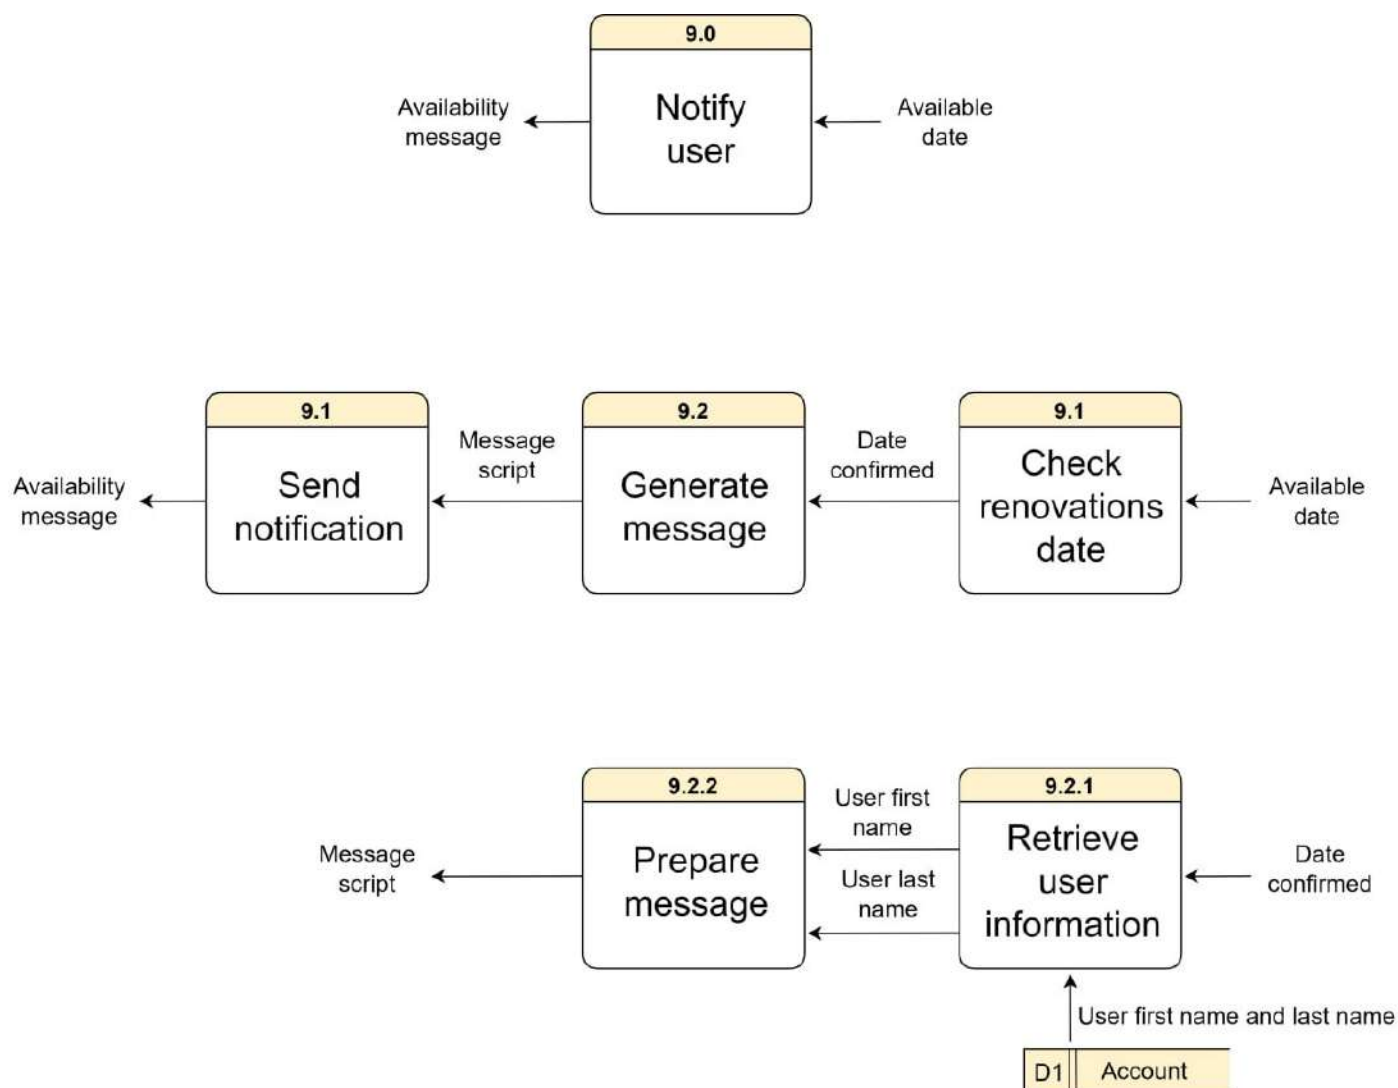 9.0
Availability
message
Notify
user
Available
date
9.1
9.2
9.1
Availability
message
Send
notification
Message
script
Generate
message
Date
confirmed
Check
renovations
date
Available
date
9.2.2
9.2.1
Message
script
Prepare
message
User first
name
User last
name
Retrieve
user
information
Date
confirmed
User first name and last name
D1 Account